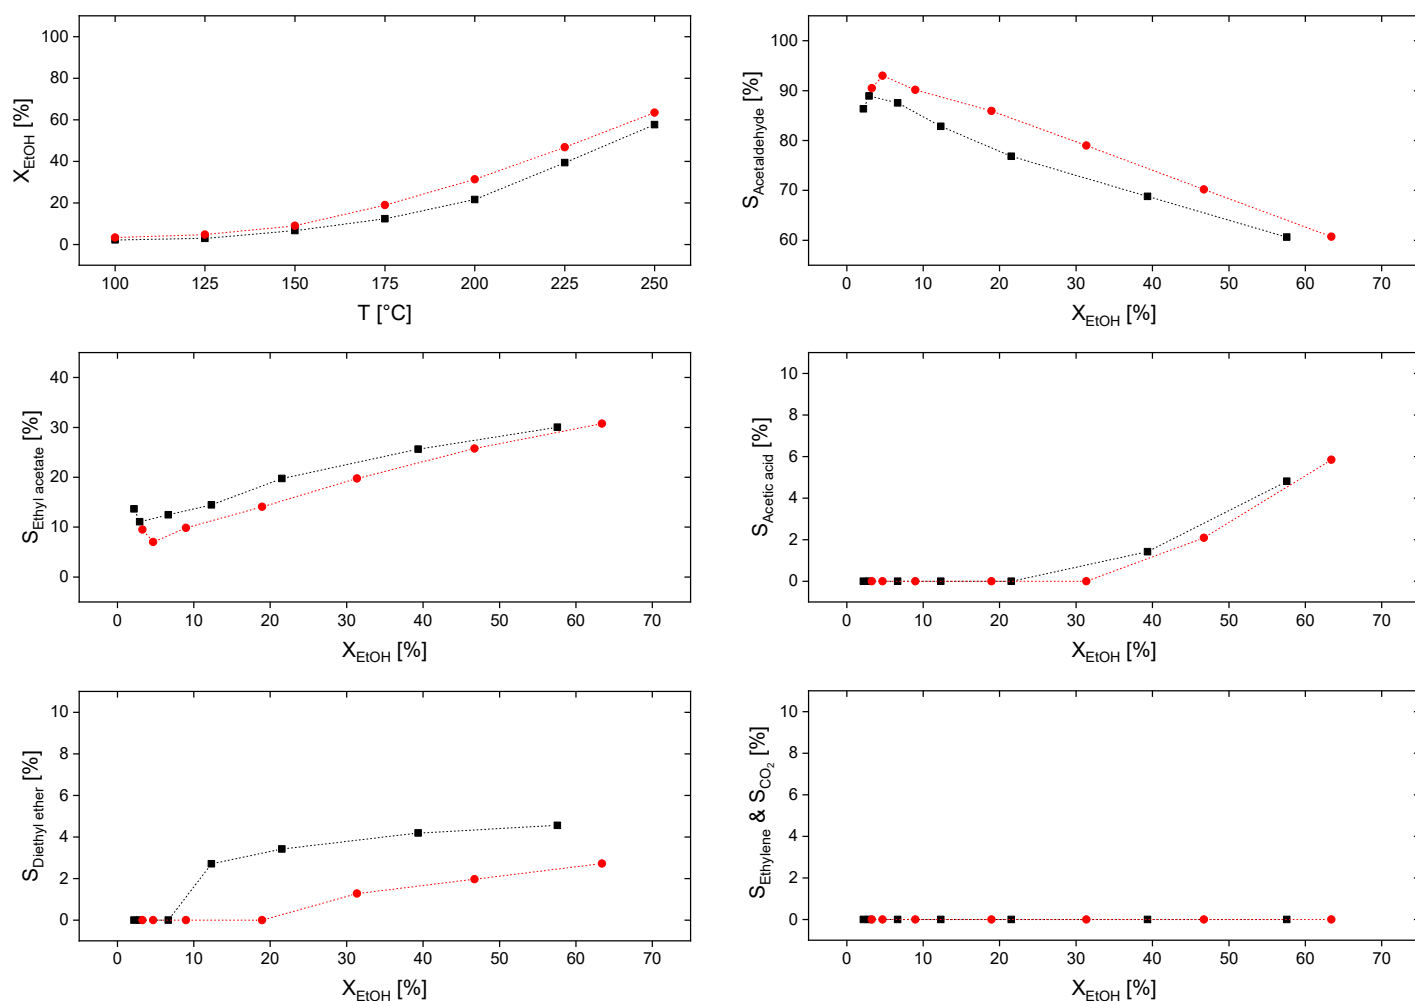 100
80
60
40
20
0
X_EtOH [%]
100 125 150 175 200 225 250
T [°C]
100
90
80
70
60
S_Acetaldehyde [%]
0 10 20 30 40 50 60 70
X_EtOH [%]
40
30
20
10
0
S_Ethyl acetate [%]
0 10 20 30 40 50 60 70
X_EtOH [%]
10
8
6
4
2
0
S_Acetic acid [%]
0 10 20 30 40 50 60 70
X_EtOH [%]
10
8
6
4
2
0
S_Diethyl ether [%]
0 10 20 30 40 50 60 70
X_EtOH [%]
10
8
6
4
2
0
S_Ethylene & S_CO₂ [%]
0 10 20 30 40 50 60 70
X_EtOH [%]